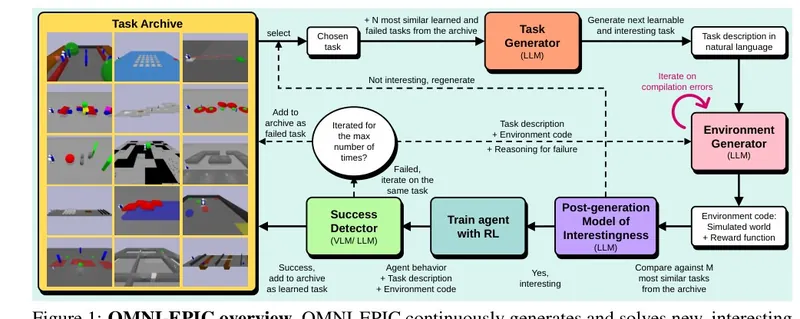 Task Archive
select
Chosen
task
+ N most similar learned and
failed tasks from the archive
Task
Generator
(LLM)
Generate next learnable
and interesting task
Task description in
natural language
Not interesting, regenerate
Iterate on
compilation errors
Add to
archive as
failed task
Iterated for
the max
number of
times?
Task description
+ Environment code
+ Reasoning for failure
Environment
Generator
(LLM)
Failed,
iterate on the
same task
Success
Detector
(VLM/ LLM)
Train agent
with RL
Post-generation
Model of
Interestingness
(LLM)
Environment code:
Simulated world
+ Reward function
Success,
add to archive
as learned task
Agent behavior
+ Task description
+ Environment code
Yes,
interesting
Compare against M
most similar tasks
from the archive
Figure 1: OMNI-EPIC overview. OMNI-EPIC continuously generates and solves new, interesting